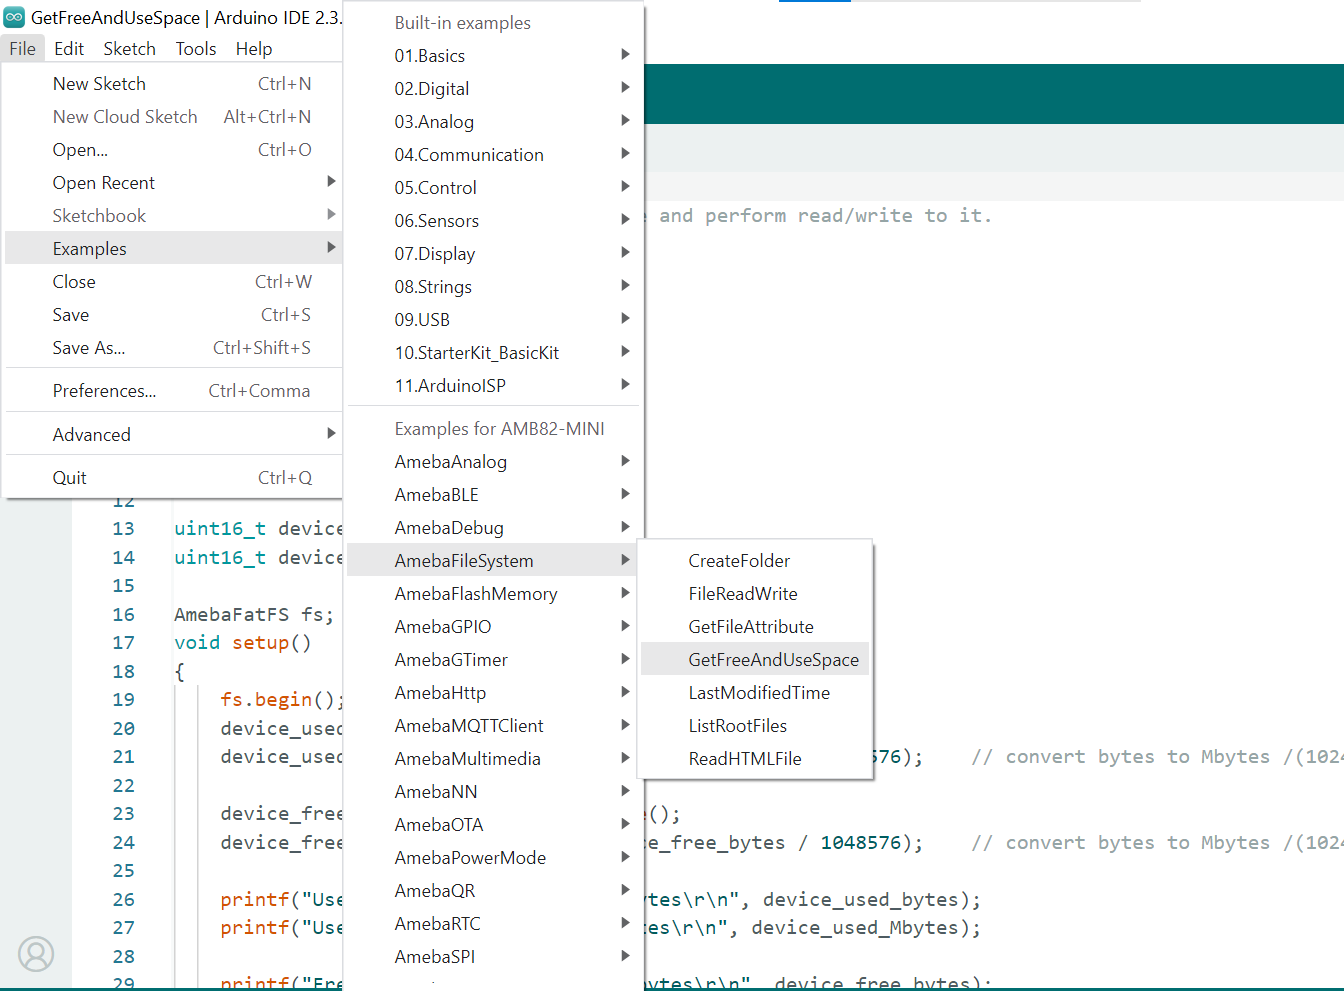 GetFreeAndUseSpace | Arduino IDE 2.3.
File Edit Sketch Tools Help
New Sketch Ctrl+N
New Cloud Sketch Alt+Ctrl+N
Open... Ctrl+O
Open Recent
Sketchbook
Examples
Close Ctrl+W
Save Ctrl+S
Save As... Ctrl+Shift+S
Preferences... Ctrl+Comma
Advanced
Quit Ctrl+Q
Built-in examples
01.Basics
02.Digital
03.Analog
04.Communication
05.Control
06.Sensors
07.Display
08.Strings
09.USB
10.StarterKit_BasicKit
11.ArduinoISP
Examples for AMB82-MINI
AmebaAnalog
AmebaBLE
AmebaDebug
AmebaFileSystem
AmebaFlashMemory
AmebaGPIO
AmebaGTimer
AmebaHttp
AmebaMQTTClient
AmebaMultimedia
AmebaNN
AmebaOTA
AmebaPowerMode
AmebaQR
AmebaRTC
AmebaSPI
CreateFolder
FileReadWrite
GetFileAttribute
GetFreeAndUseSpace
LastModifiedTime
ListRootFiles
ReadHTMLFile
and perform read/write to it.
12
13 uint16_t device
14 uint16_t device
15
16 AmebaFatFS fs;
17 void setup()
18 {
19 fs.begin();
20 device_used
21 device_used 576); // convert bytes to Mbytes /(1024
22
23 device_free e();
24 device_free ce_free_bytes / 1048576); // convert bytes to Mbytes /(1024
25
26 printf("Use ytes\r\n", device_used_bytes);
27 printf("Use tes\r\n", device_used_Mbytes);
28
29 printf("Fre bytes\r\n", device_free_bytes);